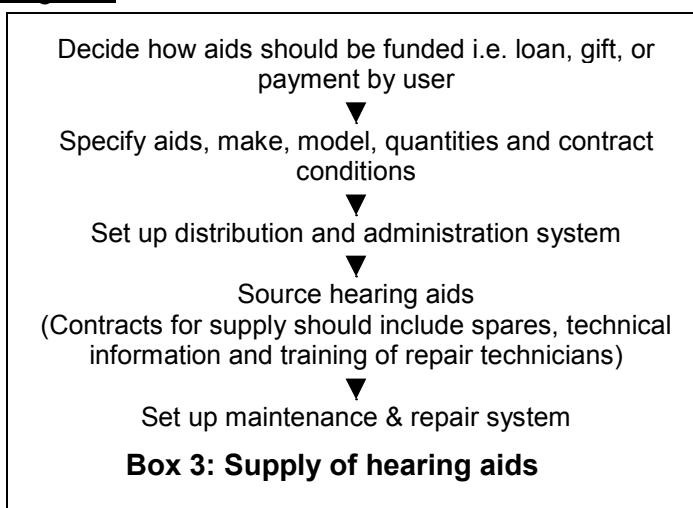 Decide how aids should be funded i.e. loan, gift, or
payment by user
▼
Specify aids, make, model, quantities and contract
conditions
▼
Set up distribution and administration system
▼
Source hearing aids
(Contracts for supply should include spares, technical
information and training of repair technicians)
▼
Set up maintenance & repair system
Box 3: Supply of hearing aids